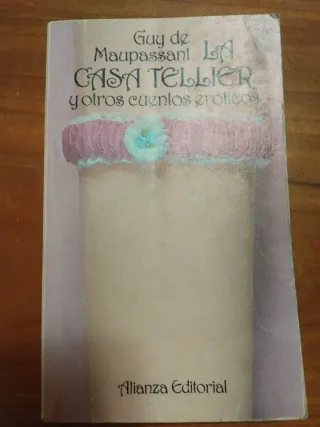 Guy de
Maupassant LA
CASA TELLIER
y otros cuentos eróticos
Alianza Editorial